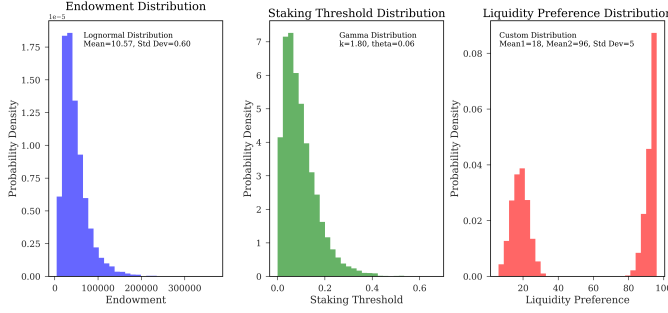 Endowment Distribution
1e−5
Lognormal Distribution
Mean=10.57, Std Dev=0.60
1.75
1.50
1.25
1.00
0.75
0.50
0.25
0.00
Probability Density
0 100000 200000 300000
Endowment
Staking Threshold Distribution
Gamma Distribution
k=1.80, theta=0.06
7
6
5
4
3
2
1
0
Probability Density
0.0 0.2 0.4 0.6
Staking Threshold
Liquidity Preference Distribution
Custom Distribution
Mean1=18, Mean2=96, Std Dev=5
0.08
0.06
0.04
0.02
0.00
Probability Density
20 40 60 80 100
Liquidity Preference